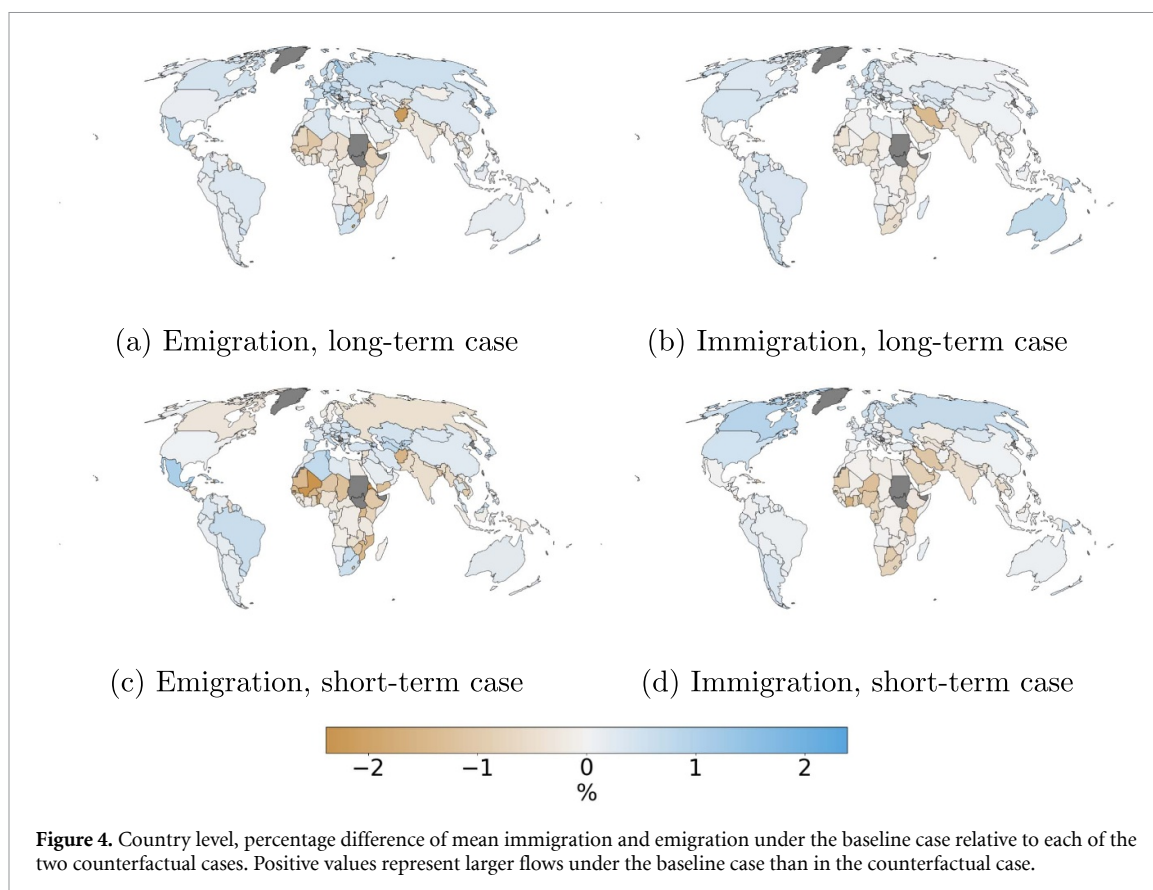 (a) Emigration, long-term case
(b) Immigration, long-term case
(c) Emigration, short-term case
(d) Immigration, short-term case
−2 −1 0 1 2
%
Figure 4. Country level, percentage difference of mean immigration and emigration under the baseline case relative to each of the
two counterfactual cases. Positive values represent larger flows under the baseline case than in the counterfactual case.